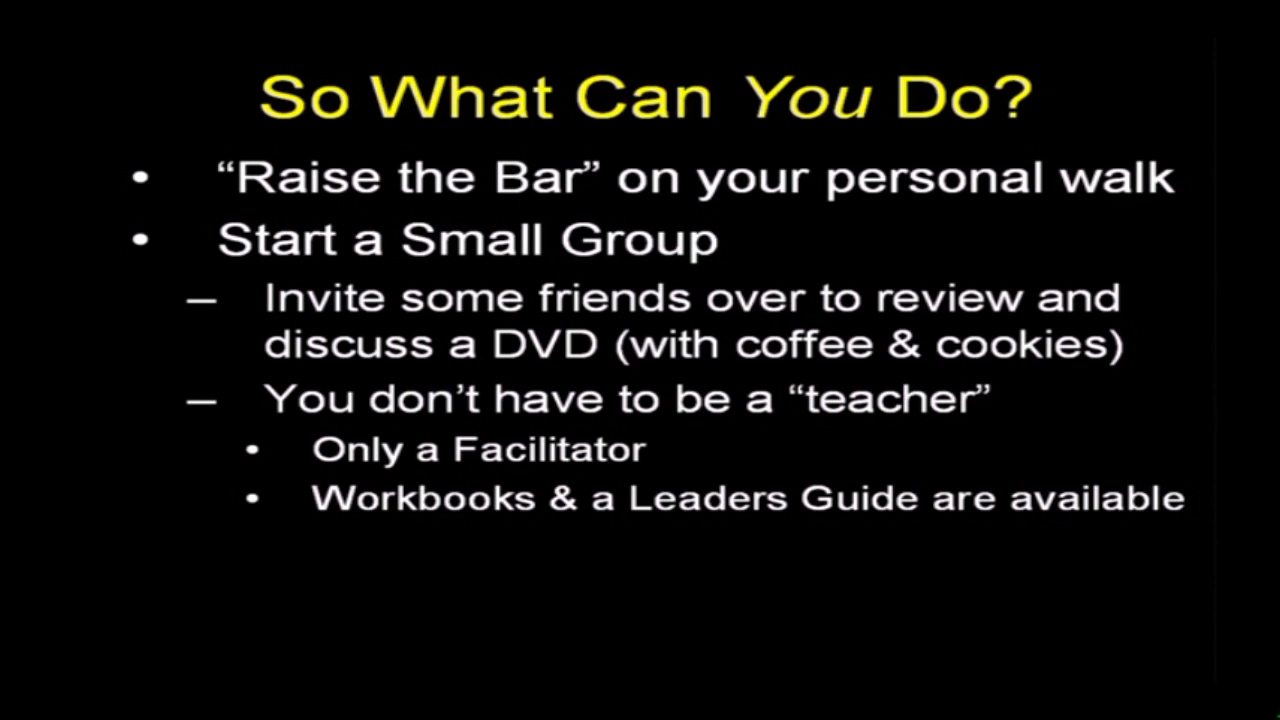 So What Can You Do?
• “Raise the Bar” on your personal walk
• Start a Small Group
– Invite some friends over to review and
discuss a DVD (with coffee & cookies)
– You don’t have to be a “teacher”
• Only a Facilitator
• Workbooks & a Leaders Guide are available